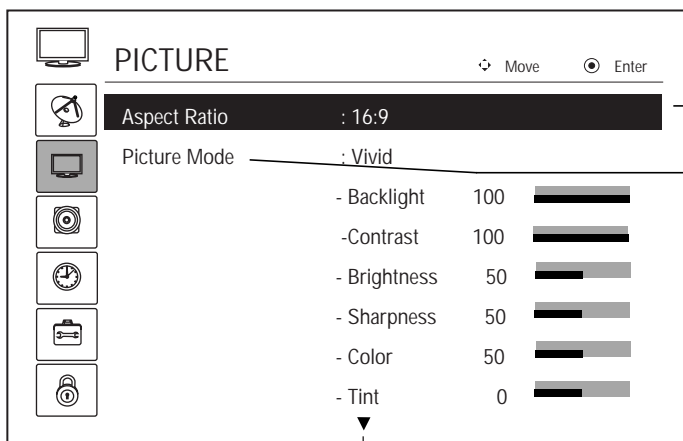 PICTURE Move Enter
Aspect Ratio : 16:9
Picture Mode : Vivid
- Backlight 100
-Contrast 100
- Brightness 50
- Sharpness 50
- Color 50
- Tint 0